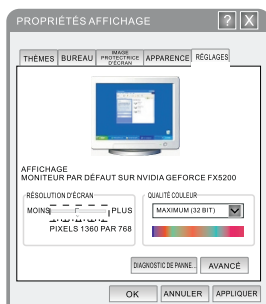 PROPRIÉTÉS AFFICHAGE ? X
THÈMES BUREAU IMAGE PROTECTRICE D'ÉCRAN APPARENCE RÉGLAGES
AFFICHAGE
MONITEUR PAR DÉFAUT SUR NVIDIA GEFORCE FX5200
RÉSOLUTION D'ÉCRAN
MOINS PLUS
PIXELS 1360 PAR 768
QUALITÉ COULEUR
MAXIMUM (32 BIT)
DIAGNOSTIC DE PANNE... AVANCÉ
OK ANNULER APPLIQUER